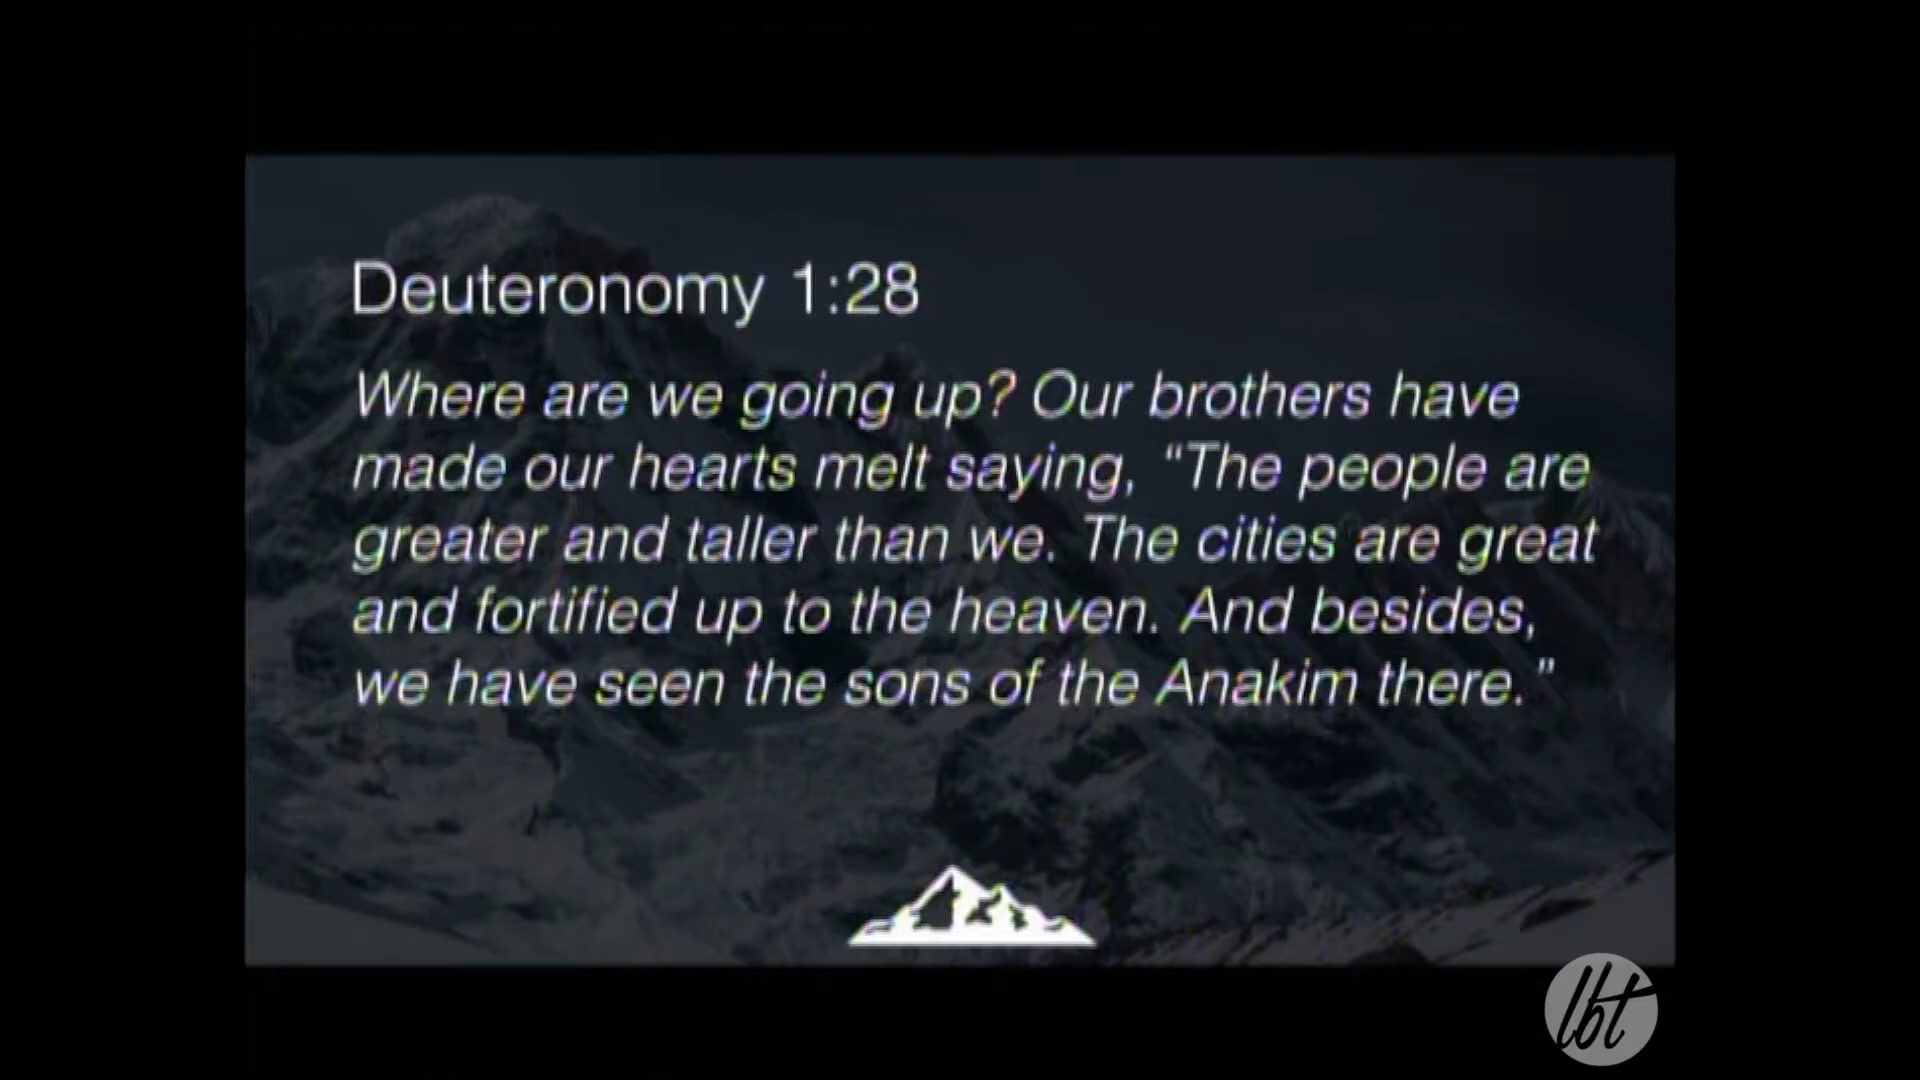 Deuteronomy 1:28
Where are we going up? Our brothers have
made our hearts melt saying, “The people are
greater and taller than we. The cities are great
and fortified up to the heaven. And besides,
we have seen the sons of the Anakim there.”
lbt